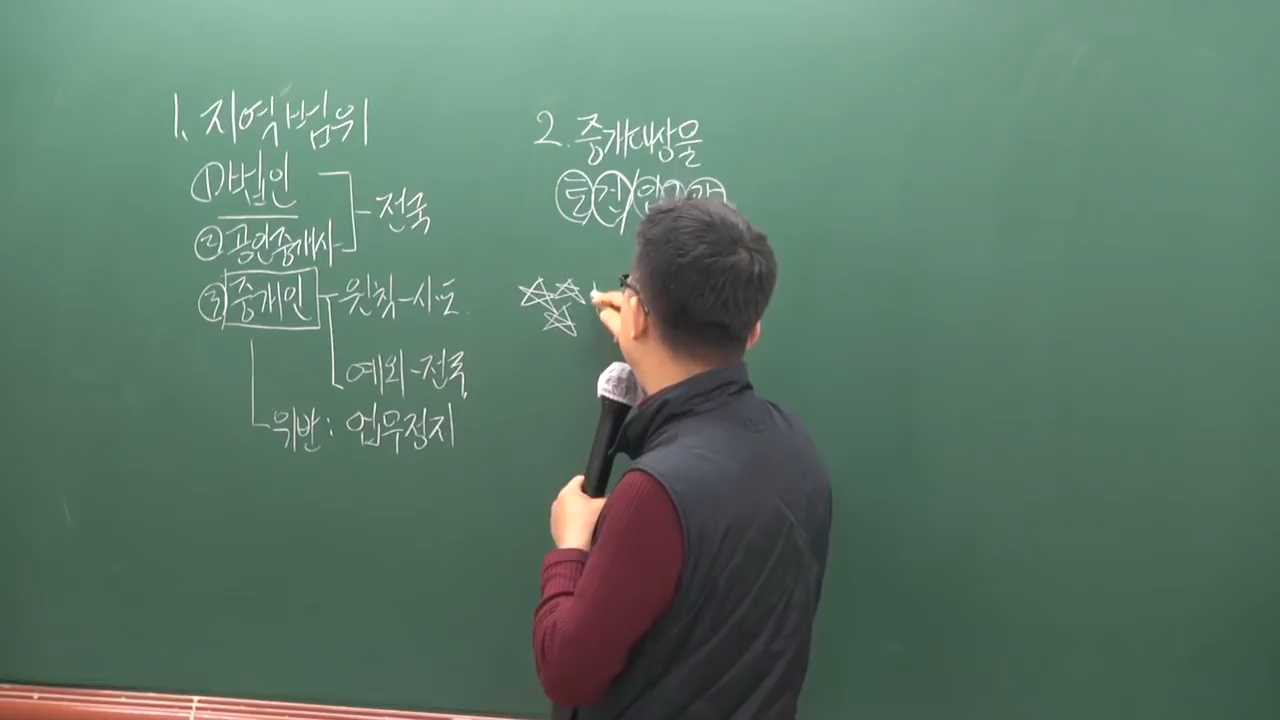 1. 지역범위
① 법인
② 공인중개사
전국
③ 중개인
원칙-시·도
예외-전국
위반: 업무정지
2. 중개대상물
토 건 입